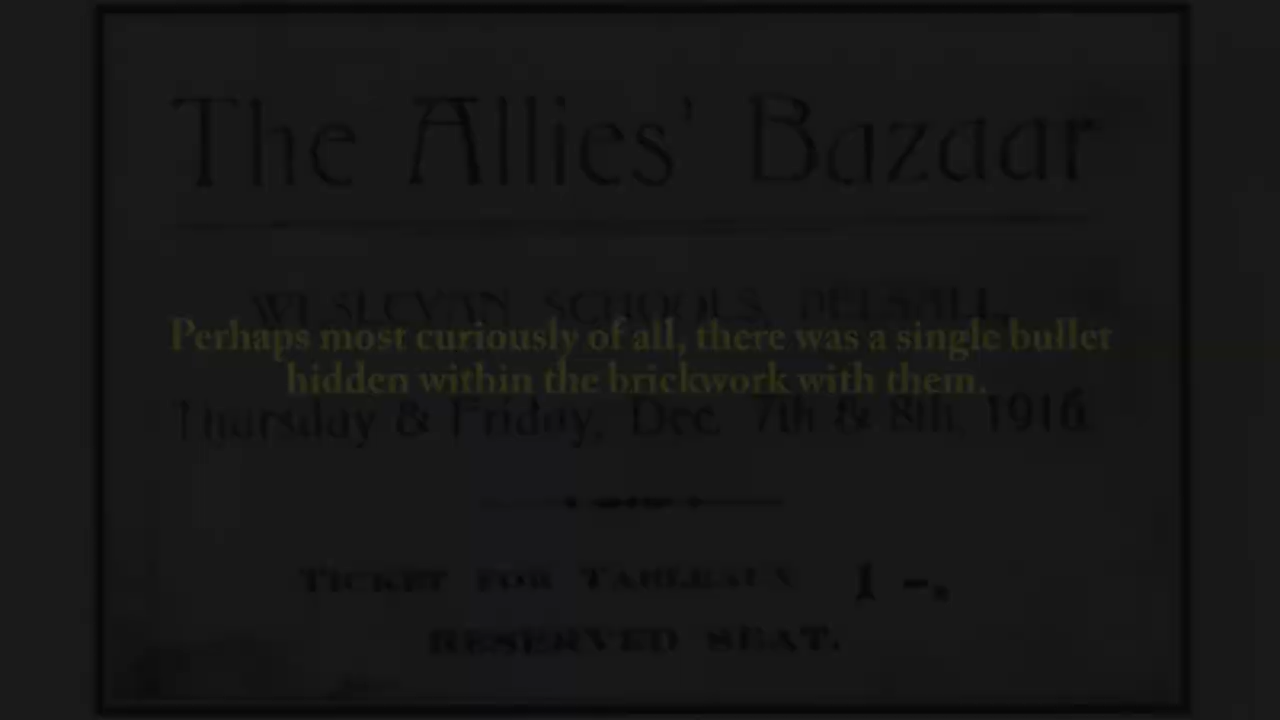 The Allies' Bazaar
WESLEYAN SCHOOLS, PELSALL,
Perhaps most curiously of all, there was a single bullet
hidden within the brickwork with them.
Thursday & Friday, Dec. 7th & 8th, 1916
TICKET FOR TABLEAUX 1 -.
RESERVED SEAT.